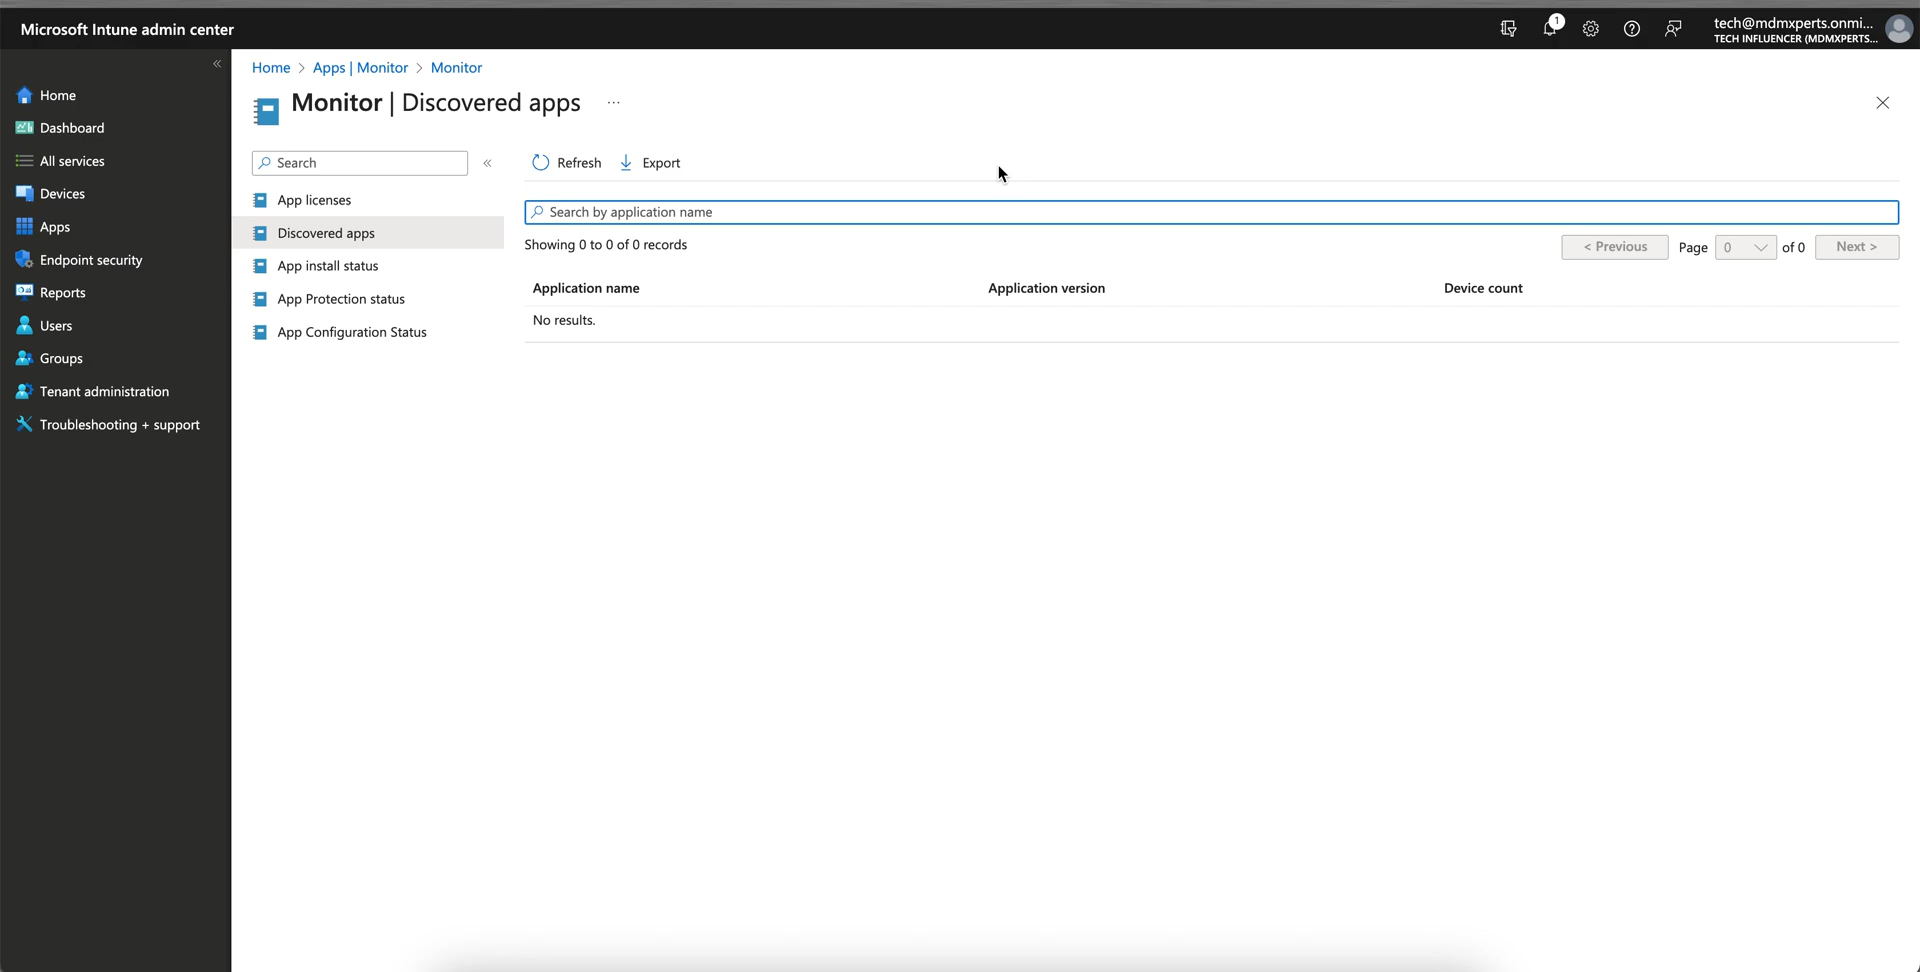 Microsoft Intune admin center
1
tech@mdmxperts.onmi...
TECH INFLUENCER (MDMXPERTS...
«
Home
Dashboard
All services
Devices
Apps
Endpoint security
Reports
Users
Groups
Tenant administration
Troubleshooting + support
Home > Apps | Monitor > Monitor
Monitor | Discovered apps ...
Search
«
App licenses
Discovered apps
App install status
App Protection status
App Configuration Status
Refresh Export
Search by application name
Showing 0 to 0 of 0 records
< Previous Page 0 of 0 Next >
Application name Application version Device count
No results.